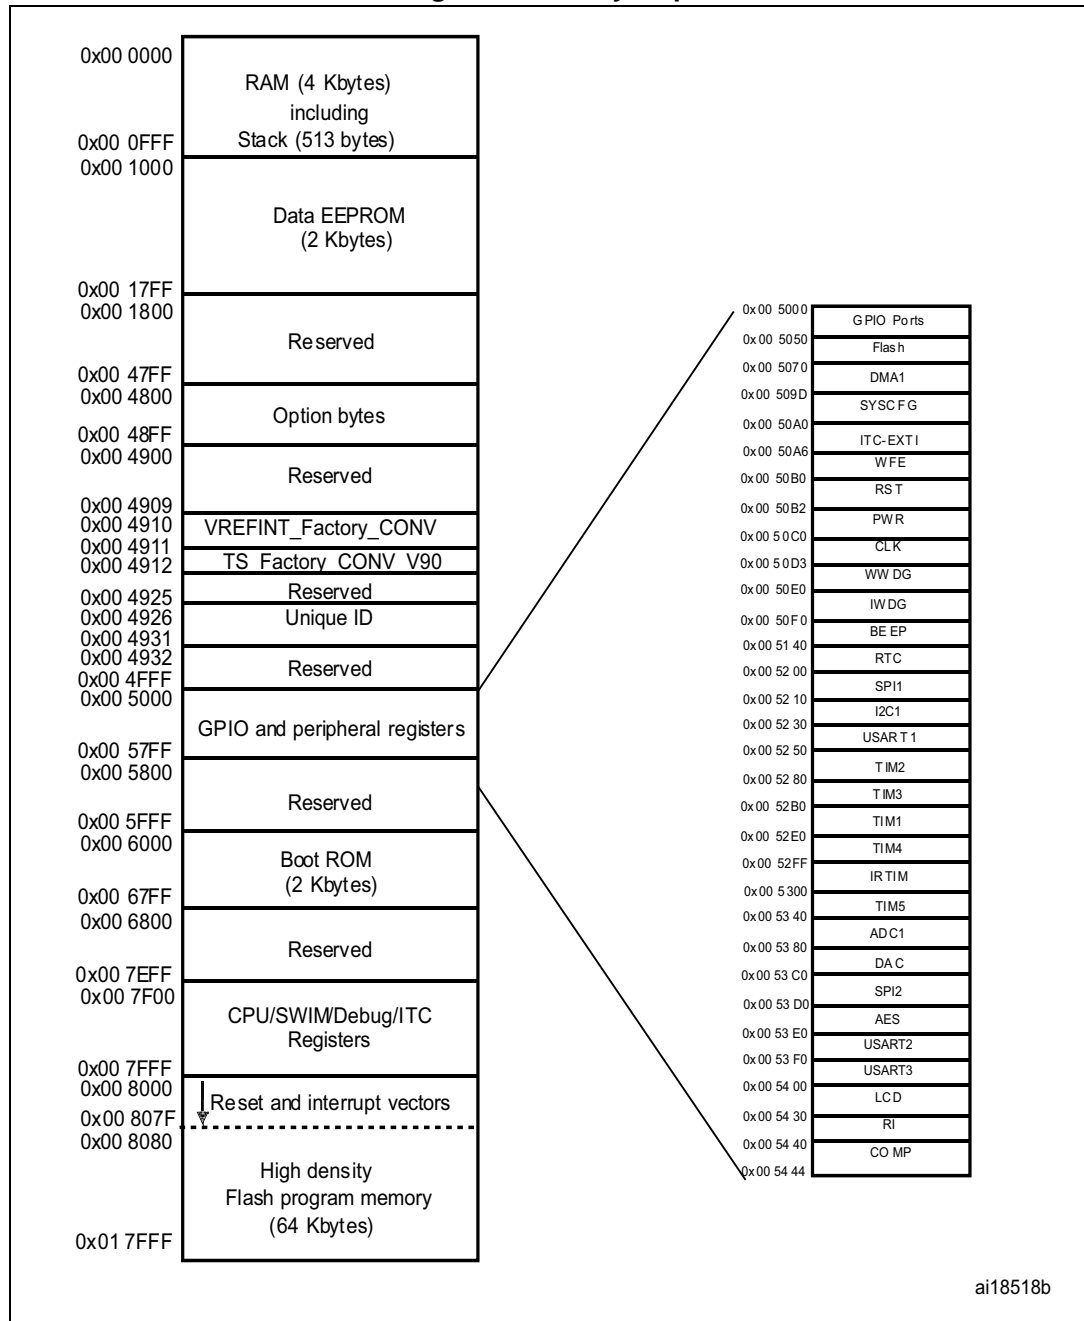 0x00 0000
RAM (4 Kbytes)
including
Stack (513 bytes)
0x00 0FFF
0x00 1000
Data EEPROM
(2 Kbytes)
0x00 17FF
0x00 1800
Reserved
0x00 47FF
0x00 4800
Option bytes
0x00 48FF
0x00 4900
Reserved
0x00 4909
0x00 4910
VREFINT_Factory_CONV
0x00 4911
0x00 4912
TS_Factory_CONV_V90
Reserved
0x00 4925
0x00 4926
Unique ID
0x00 4931
0x00 4932
Reserved
0x00 4FFF
0x00 5000
GPIO and peripheral registers
0x00 57FF
0x00 5800
Reserved
0x00 5FFF
0x00 6000
Boot ROM
(2 Kbytes)
0x00 67FF
0x00 6800
Reserved
0x00 7EFF
0x00 7F00
CPU/SWIM/Debug/ITC
Registers
0x00 7FFF
0x00 8000
Reset and interrupt vectors
0x00 807F
0x00 8080
High density
Flash program memory
(64 Kbytes)
0x01 7FFF
0x00 5000
GPIO Ports
0x00 5050
Flash
0x00 5070
DMA1
0x00 509D
SYSCFG
0x00 50A0
ITC-EXTI
0x00 50A6
WFE
0x00 50B0
RST
0x00 50B2
PWR
0x00 50C0
CLK
0x00 50D3
WWDG
0x00 50E0
IWDG
0x00 50F0
BEEP
0x00 5140
RTC
0x00 5200
SPI1
0x00 5210
I2C1
0x00 5230
USART1
0x00 5250
TIM2
0x00 5280
TIM3
0x00 52B0
TIM1
0x00 52E0
TIM4
0x00 52FF
IRTIM
0x00 5300
TIM5
0x00 5340
ADC1
0x00 5380
DAC
0x00 53C0
SPI2
0x00 53D0
AES
0x00 53E0
USART2
0x00 53F0
USART3
0x00 5400
LCD
0x00 5430
RI
0x00 5440
COMP
0x00 5444
ai18518b